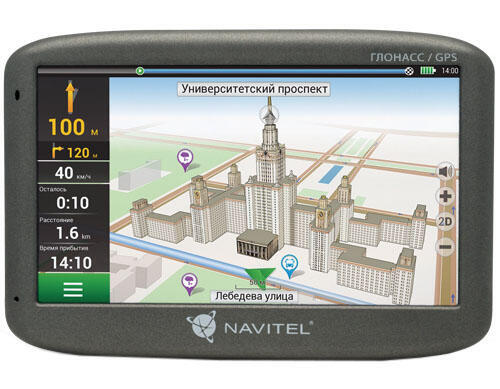 ГЛОНАСС / GPS
14:00
Университетский проспект
100 м
120 м
40 км/ч
Осталось
0:10
Расстояние
1.6 km
Время прибытия
14:10
2D
50 м
Лебедева улица
NAVITEL®